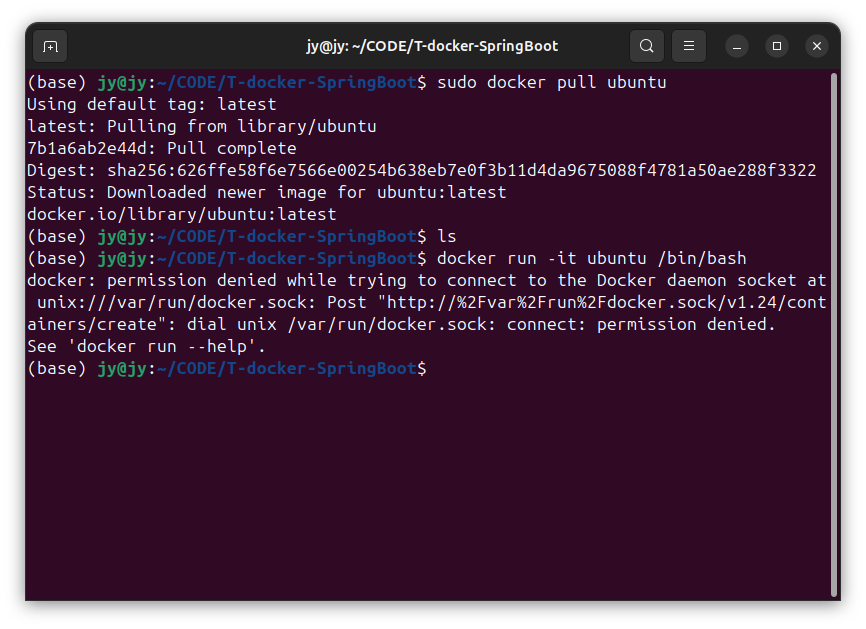 jy@jy: ~/CODE/T-docker-SpringBoot
(base) jy@jy:~/CODE/T-docker-SpringBoot$ sudo docker pull ubuntu
Using default tag: latest
latest: Pulling from library/ubuntu
7b1a6ab2e44d: Pull complete
Digest: sha256:626ffe58f6e7566e00254b638eb7e0f3b11d4da9675088f4781a50ae288f3322
Status: Downloaded newer image for ubuntu:latest
docker.io/library/ubuntu:latest
(base) jy@jy:~/CODE/T-docker-SpringBoot$ ls
(base) jy@jy:~/CODE/T-docker-SpringBoot$ docker run -it ubuntu /bin/bash
docker: permission denied while trying to connect to the Docker daemon socket at
 unix:///var/run/docker.sock: Post "http://%2Fvar%2Frun%2Fdocker.sock/v1.24/cont
ainers/create": dial unix /var/run/docker.sock: connect: permission denied.
See 'docker run --help'.
(base) jy@jy:~/CODE/T-docker-SpringBoot$